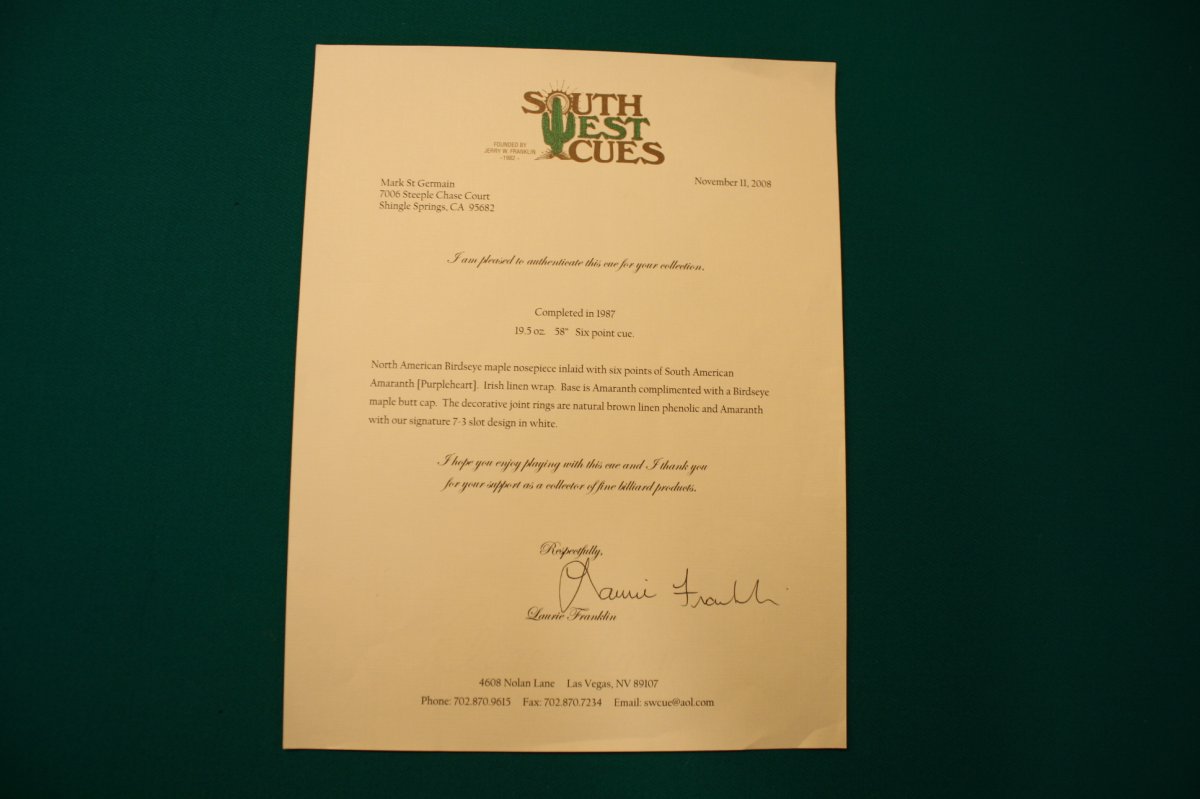 SOUTH
WEST
CUES
FOUNDED BY
JERRY W. FRANKLIN
-1982-
Mark St Germain
7006 Steeple Chase Court
Shingle Springs, CA 95682
November 11, 2008
I am pleased to authenticate this cue for your collection.
Completed in 1987
19.5 oz. 58" Six point cue.
North American Birdseye maple nosepiece inlaid with six points of South American
Amaranth [Purpleheart]. Irish linen wrap. Base is Amaranth complimented with a Birdseye
maple butt cap. The decorative joint rings are natural brown linen phenolic and Amaranth
with our signature 7-3 slot design in white.
I hope you enjoy playing with this cue and I thank you
for your support as a collector of fine billiard products.
Respectfully,
Laurie Franklin
Laurie Franklin
4608 Nolan Lane Las Vegas, NV 89107
Phone: 702.870.9615 Fax: 702.870.7234 Email: swcue@aol.com